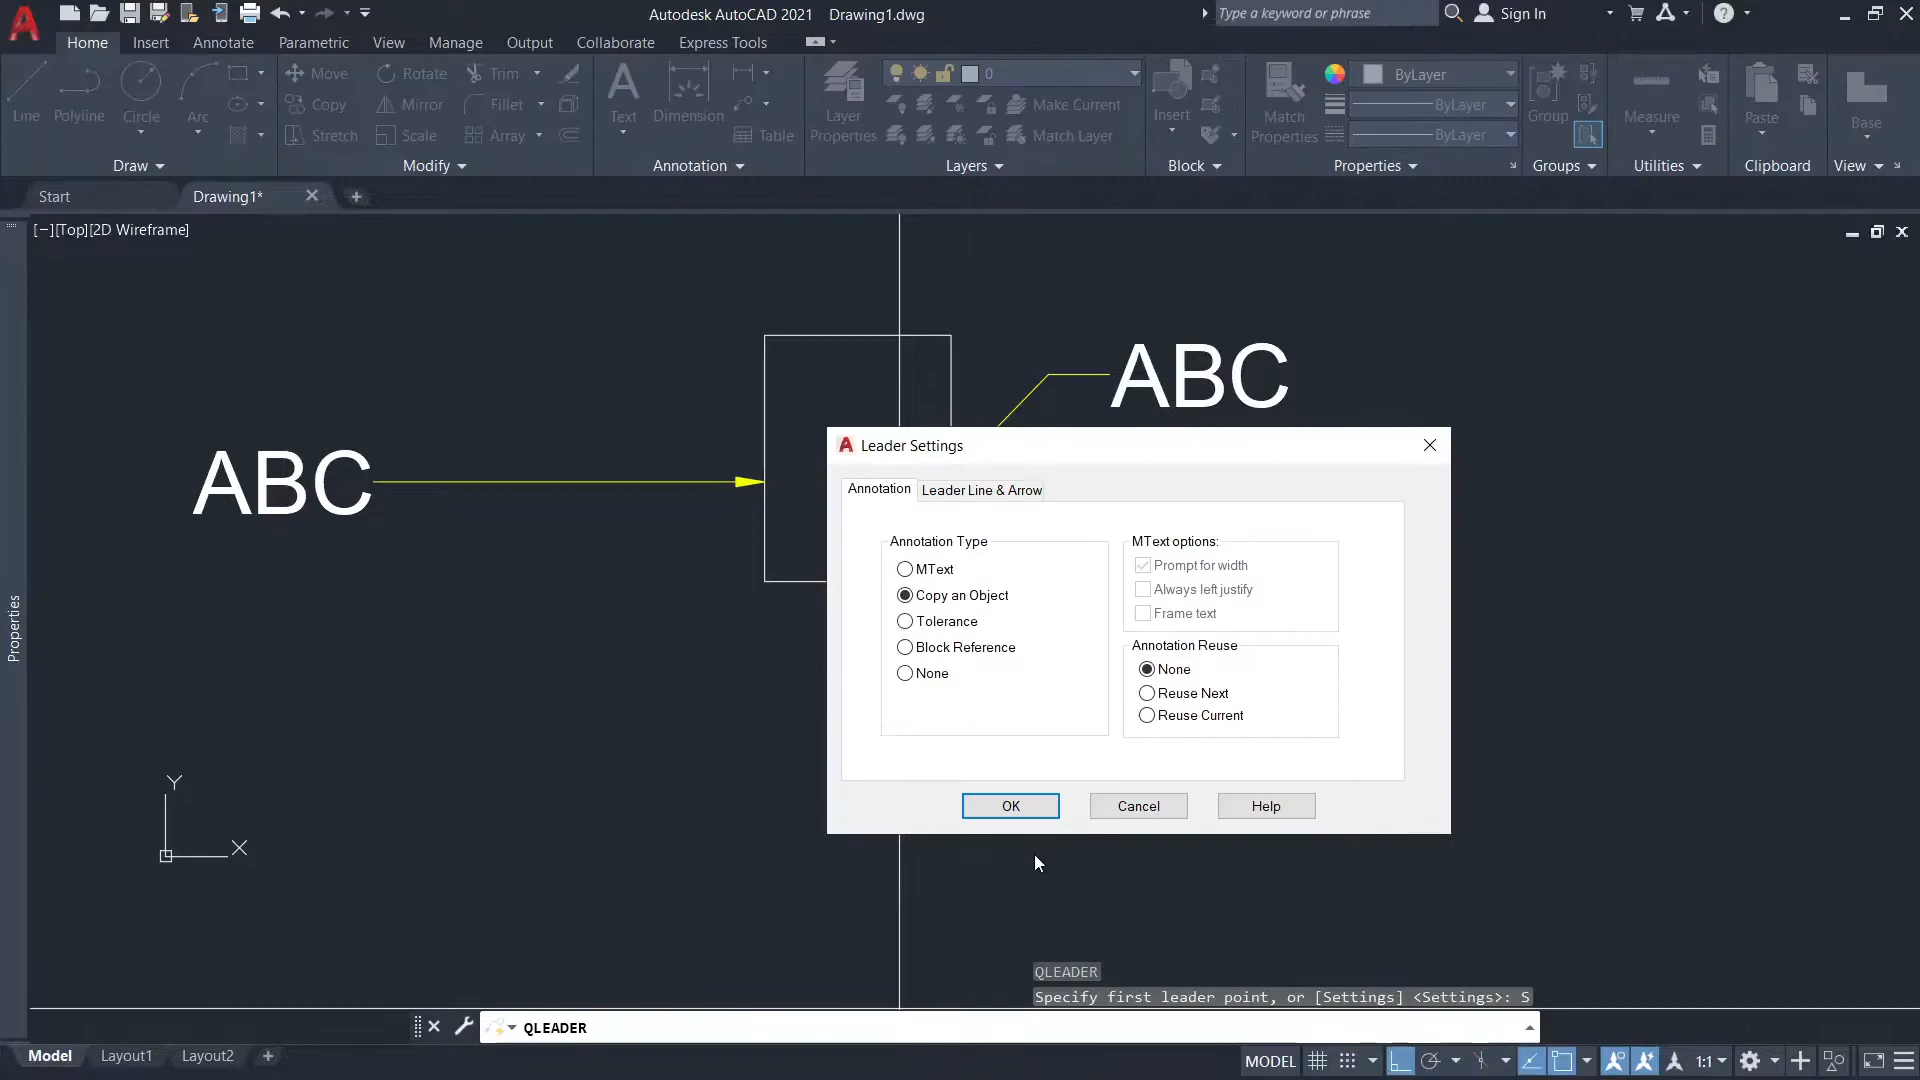 Autodesk AutoCAD 2021 Drawing1.dwg
Type a keyword or phrase
Sign In
Home Insert Annotate Parametric View Manage Output Collaborate Express Tools
Line Polyline Circle Arc
Move Rotate Trim
Copy Mirror Fillet
Stretch Scale Array
Text Dimension Table
Layer Properties
0
Make Current
Match Layer
Insert
Match Properties
ByLayer
ByLayer
ByLayer
Group
Measure
Paste
Base
Draw Modify Annotation Layers Block Properties Groups Utilities Clipboard View
Start Drawing1*
[−][Top][2D Wireframe]
Properties
ABC
ABC
Leader Settings
Annotation Leader Line & Arrow
Annotation Type
MText
Copy an Object
Tolerance
Block Reference
None
MText options:
Prompt for width
Always left justify
Frame text
Annotation Reuse
None
Reuse Next
Reuse Current
OK Cancel Help
Y
X
QLEADER
Specify first leader point, or [Settings] <Settings>: S
QLEADER
Model Layout1 Layout2
MODEL
1:1